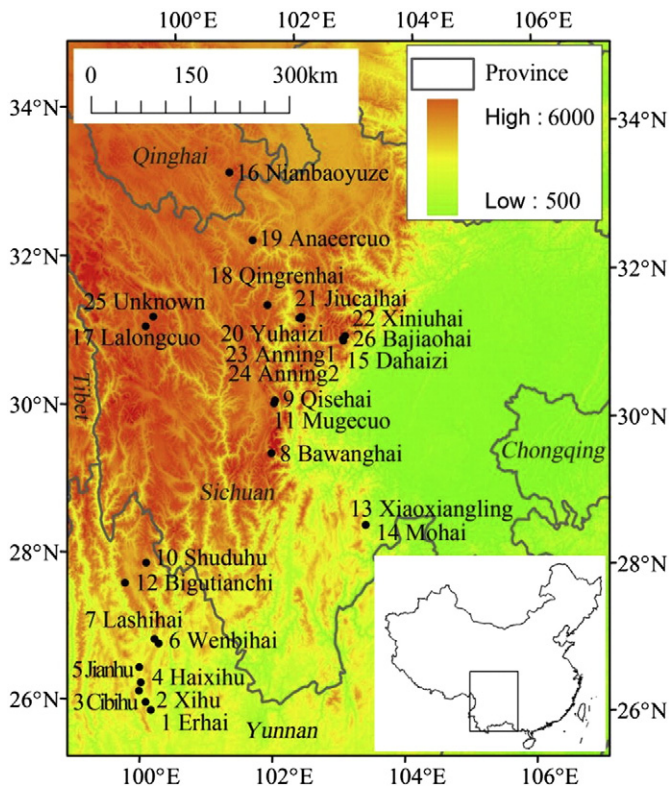 100°E 102°E 104°E 106°E
0 150 300km
Province
High : 6000
Low : 500
34°N 34°N
Qinghai
16 Nianbaoyuze
19 Anacercuo
32°N 32°N
18 Qingrenhai
25 Unknown
21 Jiucaihai
17 Lalongcuo
22 Xiniuhai
20 Yuhaizi
26 Bajiaohai
23 Anning1
15 Dahaizi
24 Anning2
Tibet
9 Qisehai
30°N 30°N
11 Mugecuo
8 Bawanghai
Chongqing
Sichuan
13 Xiaoxiangling
14 Mohai
28°N 28°N
10 Shuduhu
12 Bigutianchi
7 Lashihai
6 Wenbihai
5 Jianhu
4 Haixihu
3 Cibihu
2 Xihu
26°N 26°N
1 Erhai
Yunnan
100°E 102°E 104°E 106°E